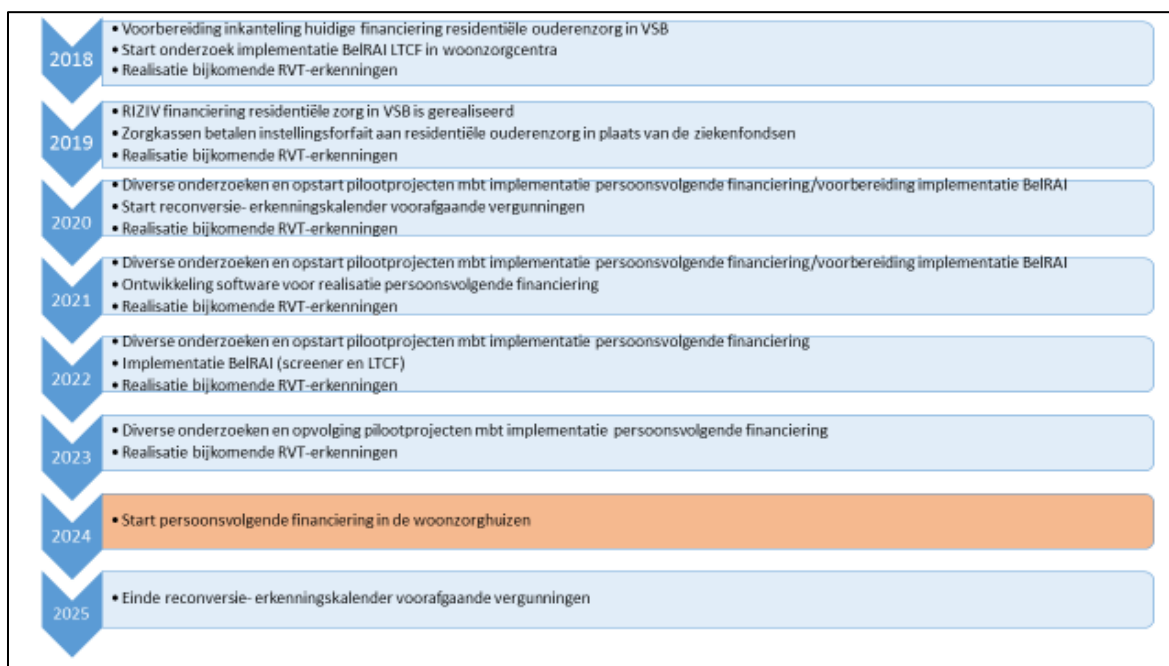 2018
• Voorbereiding inkanteling huidige financiering residentiële ouderenzorg in VSB
• Start onderzoek implementatie BelRAI LTCF in woonzorgcentra
• Realisatie bijkomende RVT-erkenningen
2019
• RIZIV financiering residentiële zorg in VSB is gerealiseerd
• Zorgkassen betalen instellingsforfait aan residentiële ouderenzorg in plaats van de ziekenfondsen
• Realisatie bijkomende RVT-erkenningen
2020
• Diverse onderzoeken en opstart pilootprojecten mbt implementatie persoonsvolgende financiering/voorbereiding implementatie BelRAI
• Start reconversie- erkenningskalender voorafgaande vergunningen
• Realisatie bijkomende RVT-erkenningen
2021
• Diverse onderzoeken en opstart pilootprojecten mbt implementatie persoonsvolgende financiering/voorbereiding implementatie BelRAI
• Ontwikkeling software voor realisatie persoonsvolgende financiering
• Realisatie bijkomende RVT-erkenningen
2022
• Diverse onderzoeken en opstart pilootprojecten mbt implementatie persoonsvolgende financiering
• Implementatie BelRAI (screener en LTCF)
• Realisatie bijkomende RVT-erkenningen
2023
• Diverse onderzoeken en opvolging pilootprojecten mbt implementatie persoonsvolgende financiering
• Realisatie bijkomende RVT-erkenningen
2024
• Start persoonsvolgende financiering in de woonzorghuizen
2025
• Einde reconversie- erkenningskalender voorafgaande vergunningen